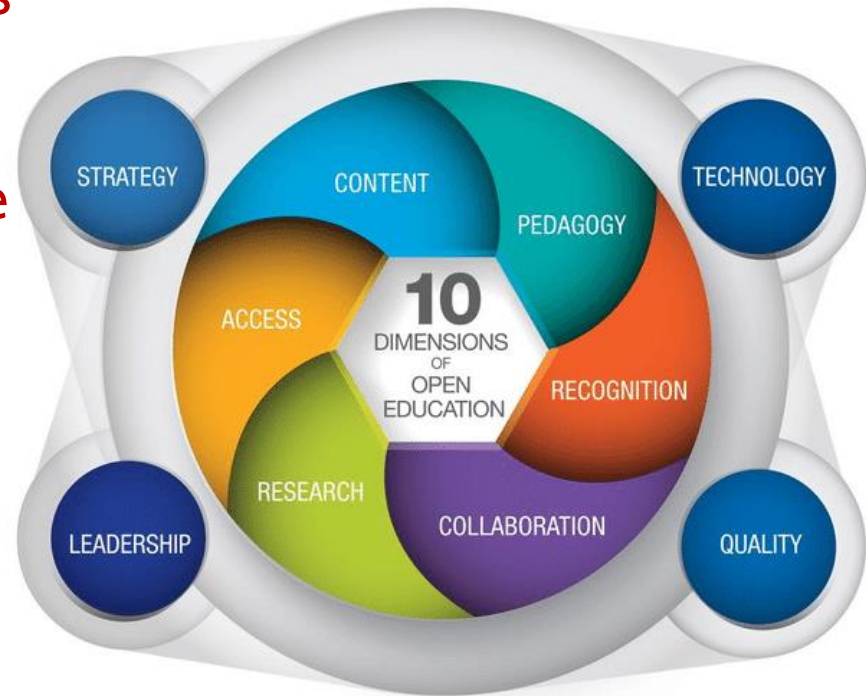 STRATEGY
TECHNOLOGY
CONTENT
PEDAGOGY
ACCESS
10
DIMENSIONS
OF
OPEN
EDUCATION
RECOGNITION
RESEARCH
COLLABORATION
LEADERSHIP
QUALITY